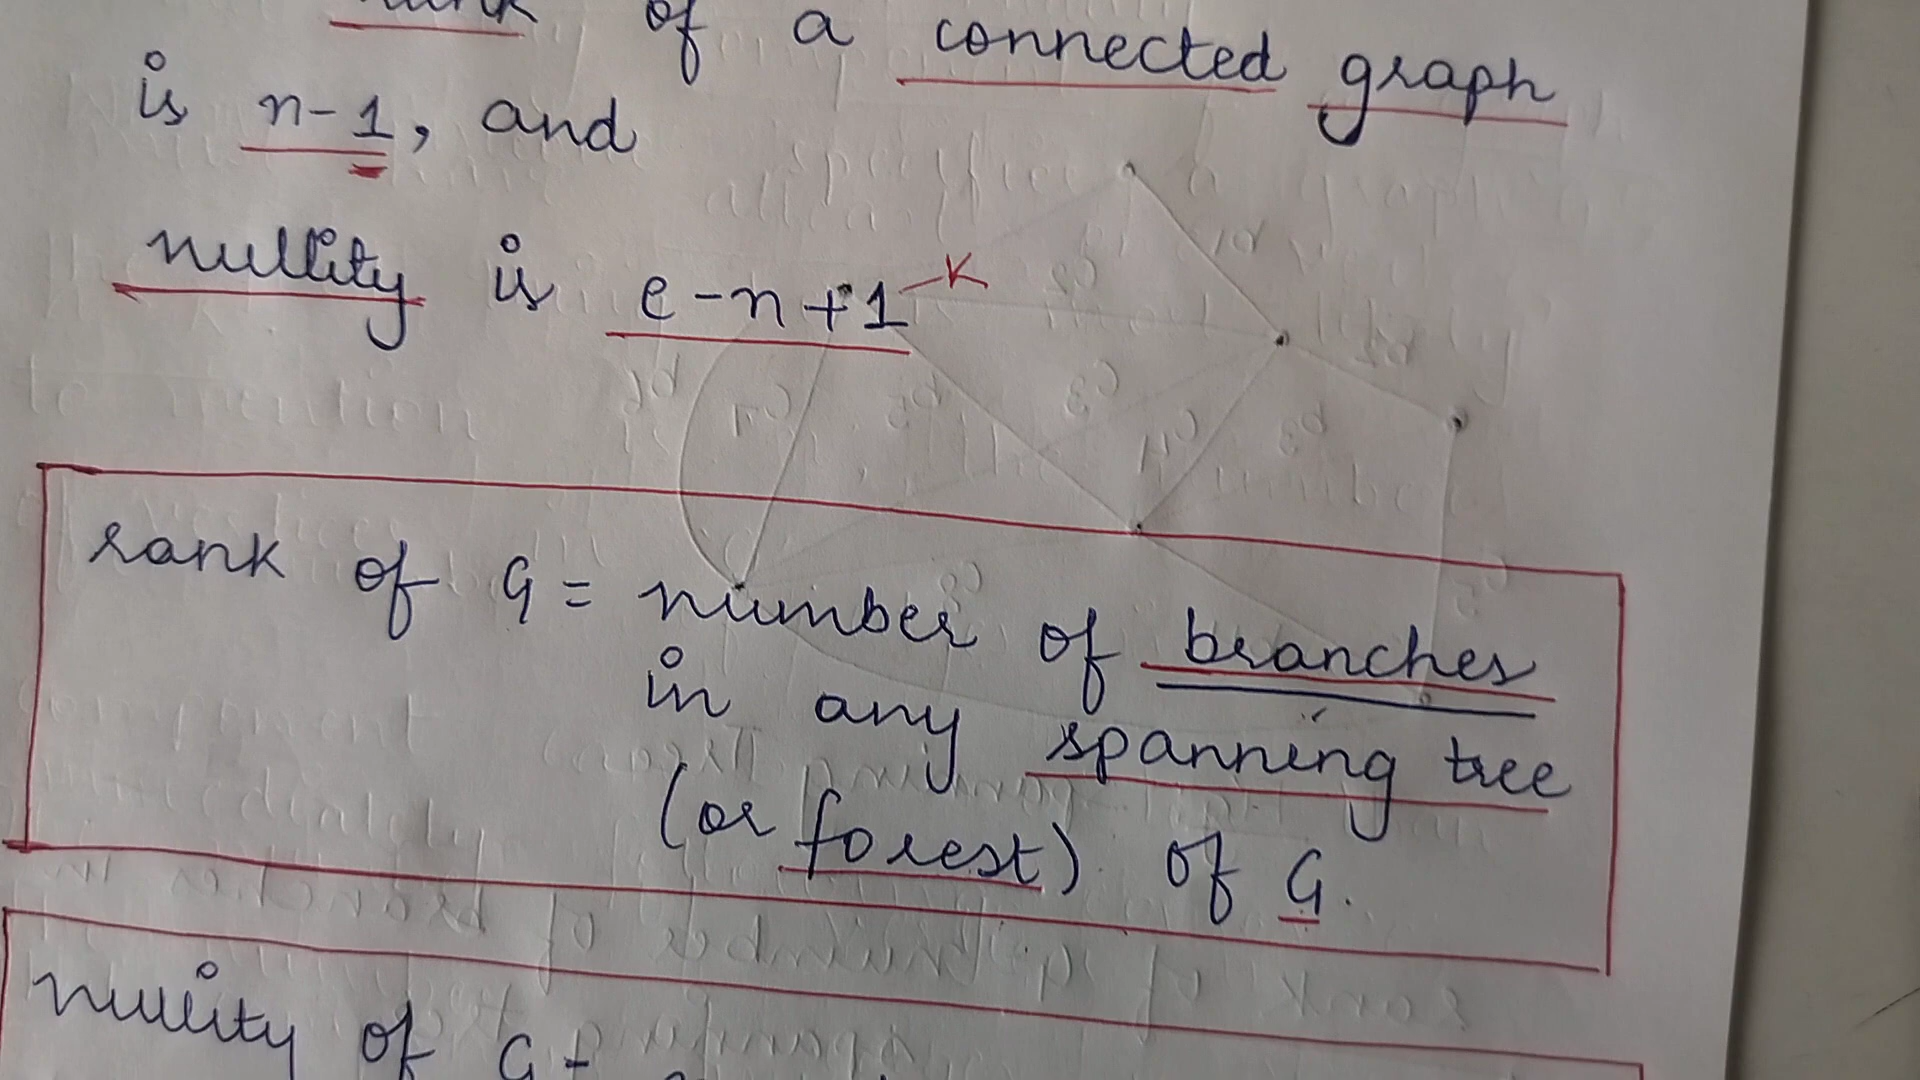 rank of a connected graph
is n-1, and
nullity is e-n+1 K
rank of G = number of branches
in any spanning tree
(or forest) of G.
nullity of G =